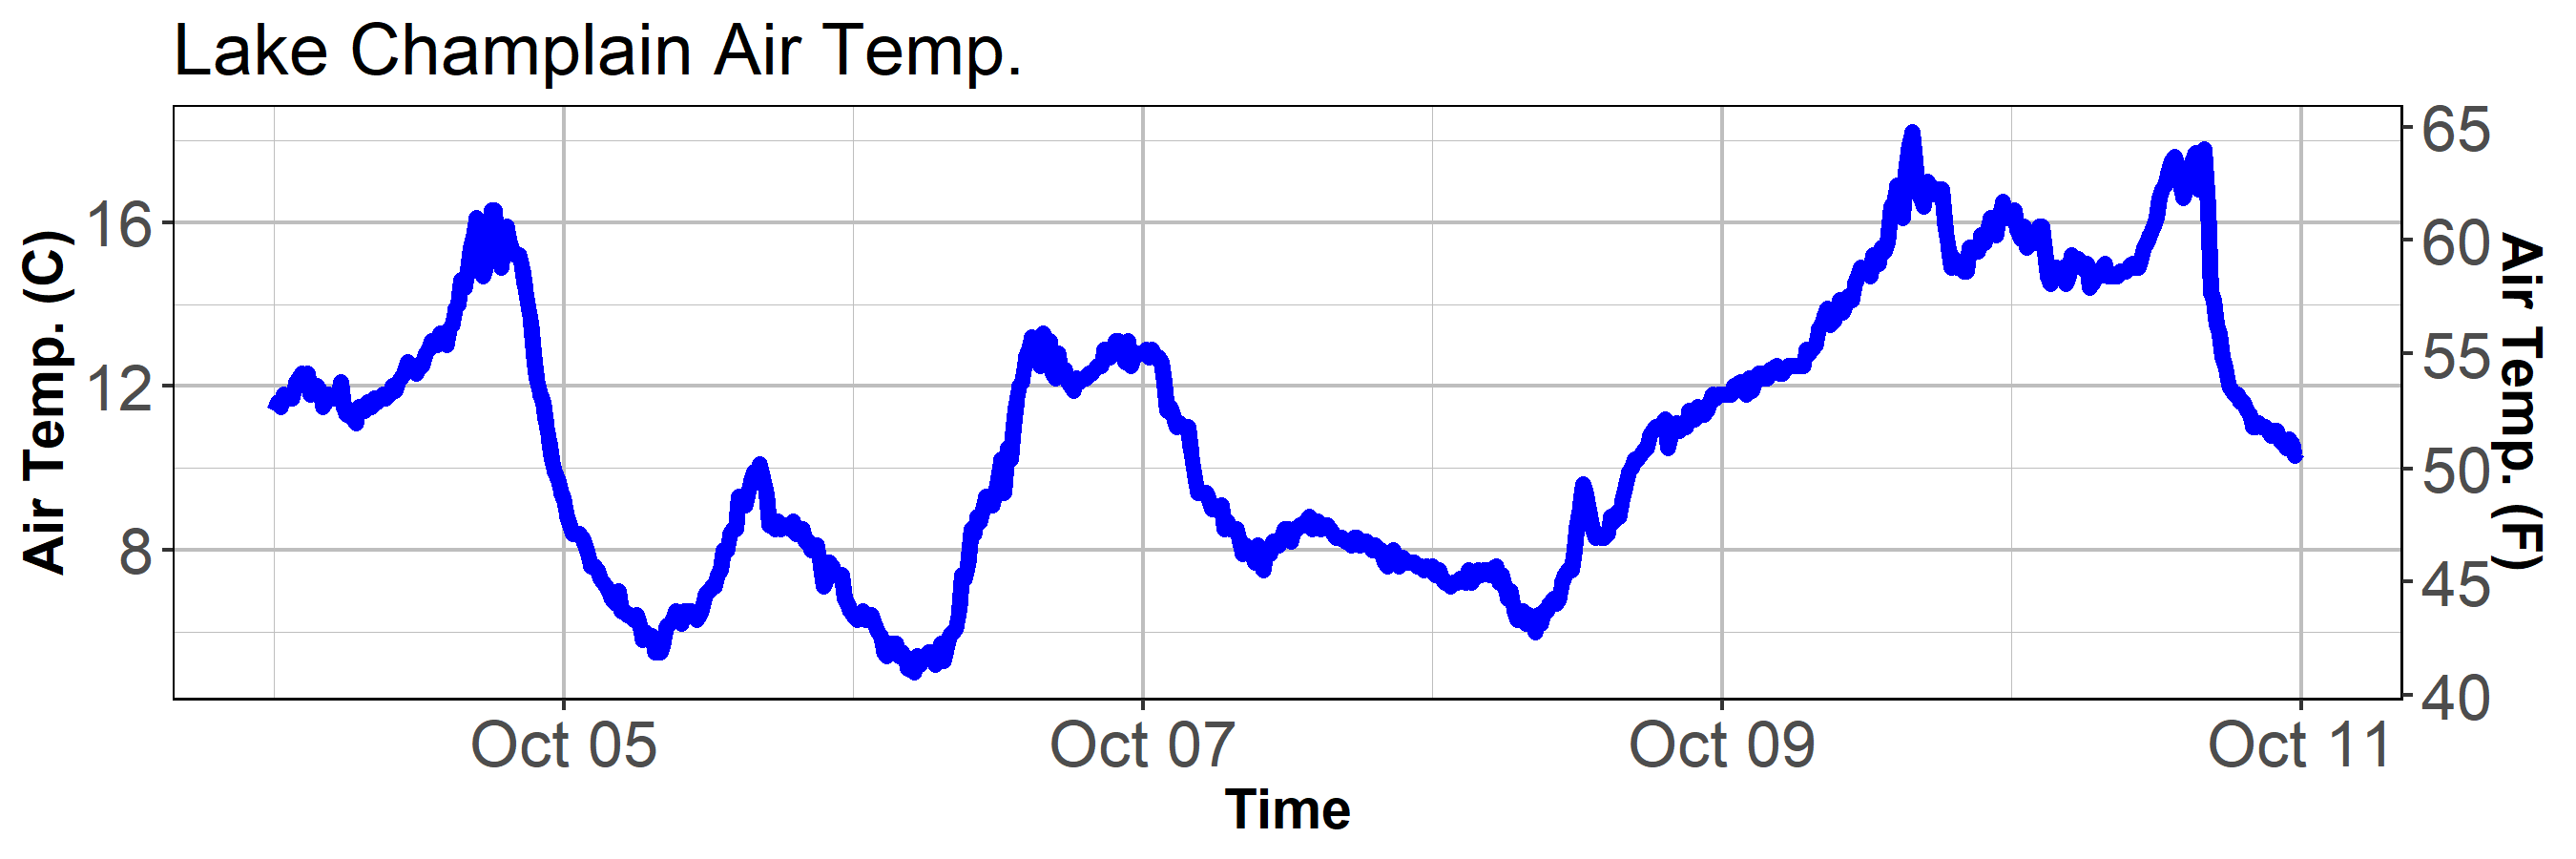 Lake Champlain Air Temp.
Air Temp. (C)
16
12
8
65
60
55
50
45
40
Air Temp. (F)
Oct 05 Oct 07 Oct 09 Oct 11
Time